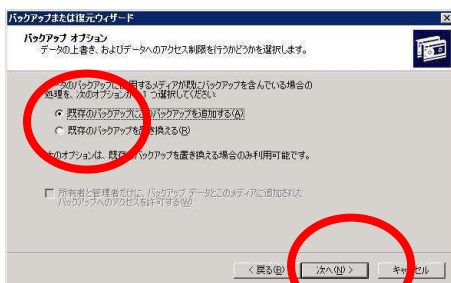 バックアップまたは復元ウィザード
バックアップ オプション
データの上書き、およびデータへのアクセス制限を行うかどうかを選択します。
データのバックアップに使用するメディアが既にバックアップを含んでいる場合の
処理を、次のオプションから 1 つ選択してください
既存のバックアップにこのバックアップを追加する(A)
既存のバックアップを置き換える(R)
次のオプションは、既存のバックアップを置き換える場合のみ利用可能です。
所有者と管理者だけに、バックアップ データとこのメディアに追加された
バックアップへのアクセスを許可する(W)
< 戻る(B) 次へ(N) > キャンセル